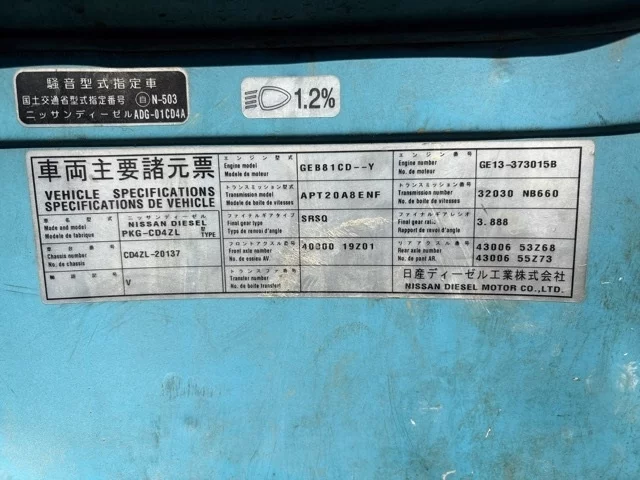 騒音型式指定車
国土交通省型式指定番号 自 N-503
ニッサンディーゼル ADG-01CD4A
1.2%
車両主要諸元票
VEHICLE SPECIFICATIONS
SPECIFICATIONS DE VEHICLE
車名型式
Made and model
Modele de fabrique
ニッサンディーゼル
NISSAN DIESEL 型
PKG-CD4ZL TYPE
車台番号
Chassis number
No. de chassis
CD4ZL-20137
V
エンジン型式
Engine model
Modele de moteur
GEB81CD--Y
トランスミッション型式
Transmission model
Modele de boite de vitesses
APT20A8ENF
ファイナルギアタイプ
Final gear type
Type de renvoi d'angle
SRSQ
フロントアクスル番号
Front axle number
No. de essieu AV.
40000 19Z01
トランスファ番号
Transfer number
No. de boite transfert
エンジン番号
Engine number
No. de moteur
GE13-373015B
トランスミッション番号
Transmission number
No. de boite de vitesses
32030 NB660
ファイナルギアレシオ
Final gear ratio
Rapport de renvoi d'angle
3.888
リアアクスル番号
Rear axle number
No. de pont AR.
43006 53Z68
43006 55Z73
日産ディーゼル工業株式会社
NISSAN DIESEL MOTOR CO.,LTD.